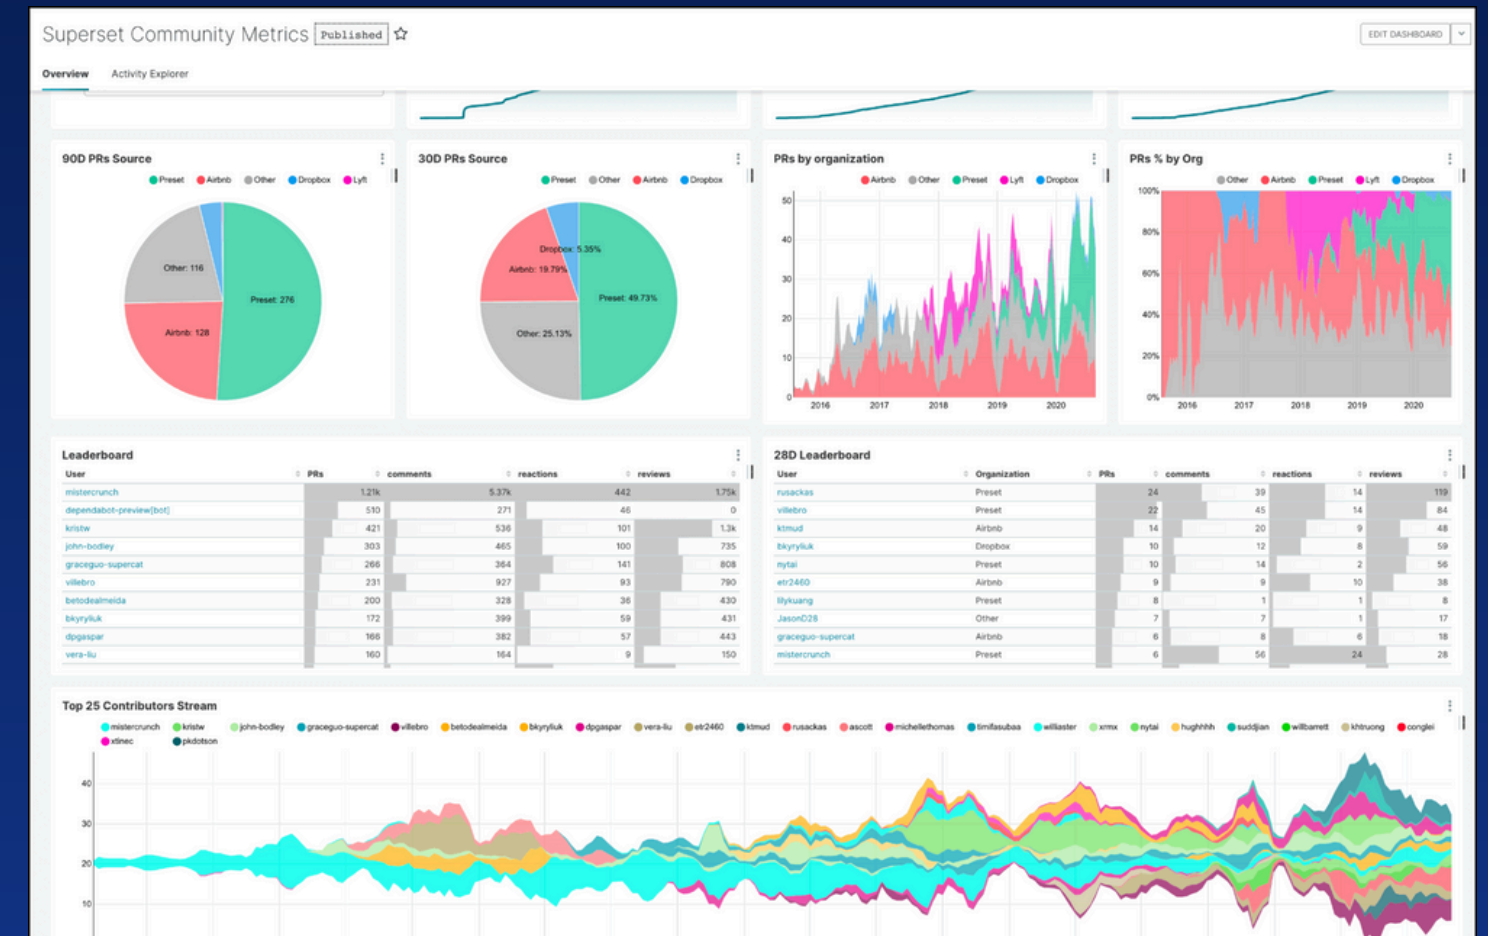 Superset Community Metrics Published
EDIT DASHBOARD
Overview Activity Explorer
90D PRs Source
Preset Airbnb Other Dropbox Lyft
Other: 116
Preset: 276
Airbnb: 128
30D PRs Source
Preset Other Airbnb Dropbox
Dropbox: 5.35%
Airbnb: 19.79%
Preset: 49.73%
Other: 25.13%
PRs by organization
Airbnb Other Preset Lyft Dropbox
50
40
30
20
10
0
2016 2017 2018 2019 2020
PRs % by Org
Other Airbnb Preset Lyft Dropbox
100%
80%
60%
40%
20%
0%
2016 2017 2018 2019 2020
Leaderboard
User PRs comments reactions reviews
mistercrunch 1.21k 5.37k 442 1.75k
dependabot-preview[bot] 510 271 46 0
kristw 421 536 101 1.3k
john-bodley 303 465 100 735
graceguo-supercat 266 364 141 808
villebro 231 927 93 790
betodealmeida 200 328 36 430
bkyryliuk 172 399 59 431
dpgaspar 166 382 57 443
vera-liu 160 164 9 150
28D Leaderboard
User Organization PRs comments reactions reviews
rusackas Preset 24 39 14 119
villebro Preset 22 45 14 84
ktmud Airbnb 14 20 9 48
bkyryliuk Dropbox 10 12 8 59
nytai Preset 10 14 2 56
etr2460 Airbnb 9 9 10 38
lilykuang Preset 8 1 1 8
JasonD28 Other 7 7 1 17
graceguo-supercat Airbnb 6 8 6 18
mistercrunch Preset 6 56 24 28
Top 25 Contributors Stream
mistercrunch kristw john-bodley graceguo-supercat villebro betodealmeida bkyryliuk dpgaspar vera-liu etr2460 ktmud rusackas ascott michellethomas timifasubaa williaster xrmx nytai hughhhh suddjian willbarrett khtruong conglei
xtinec pkdotson
40
30
20
10